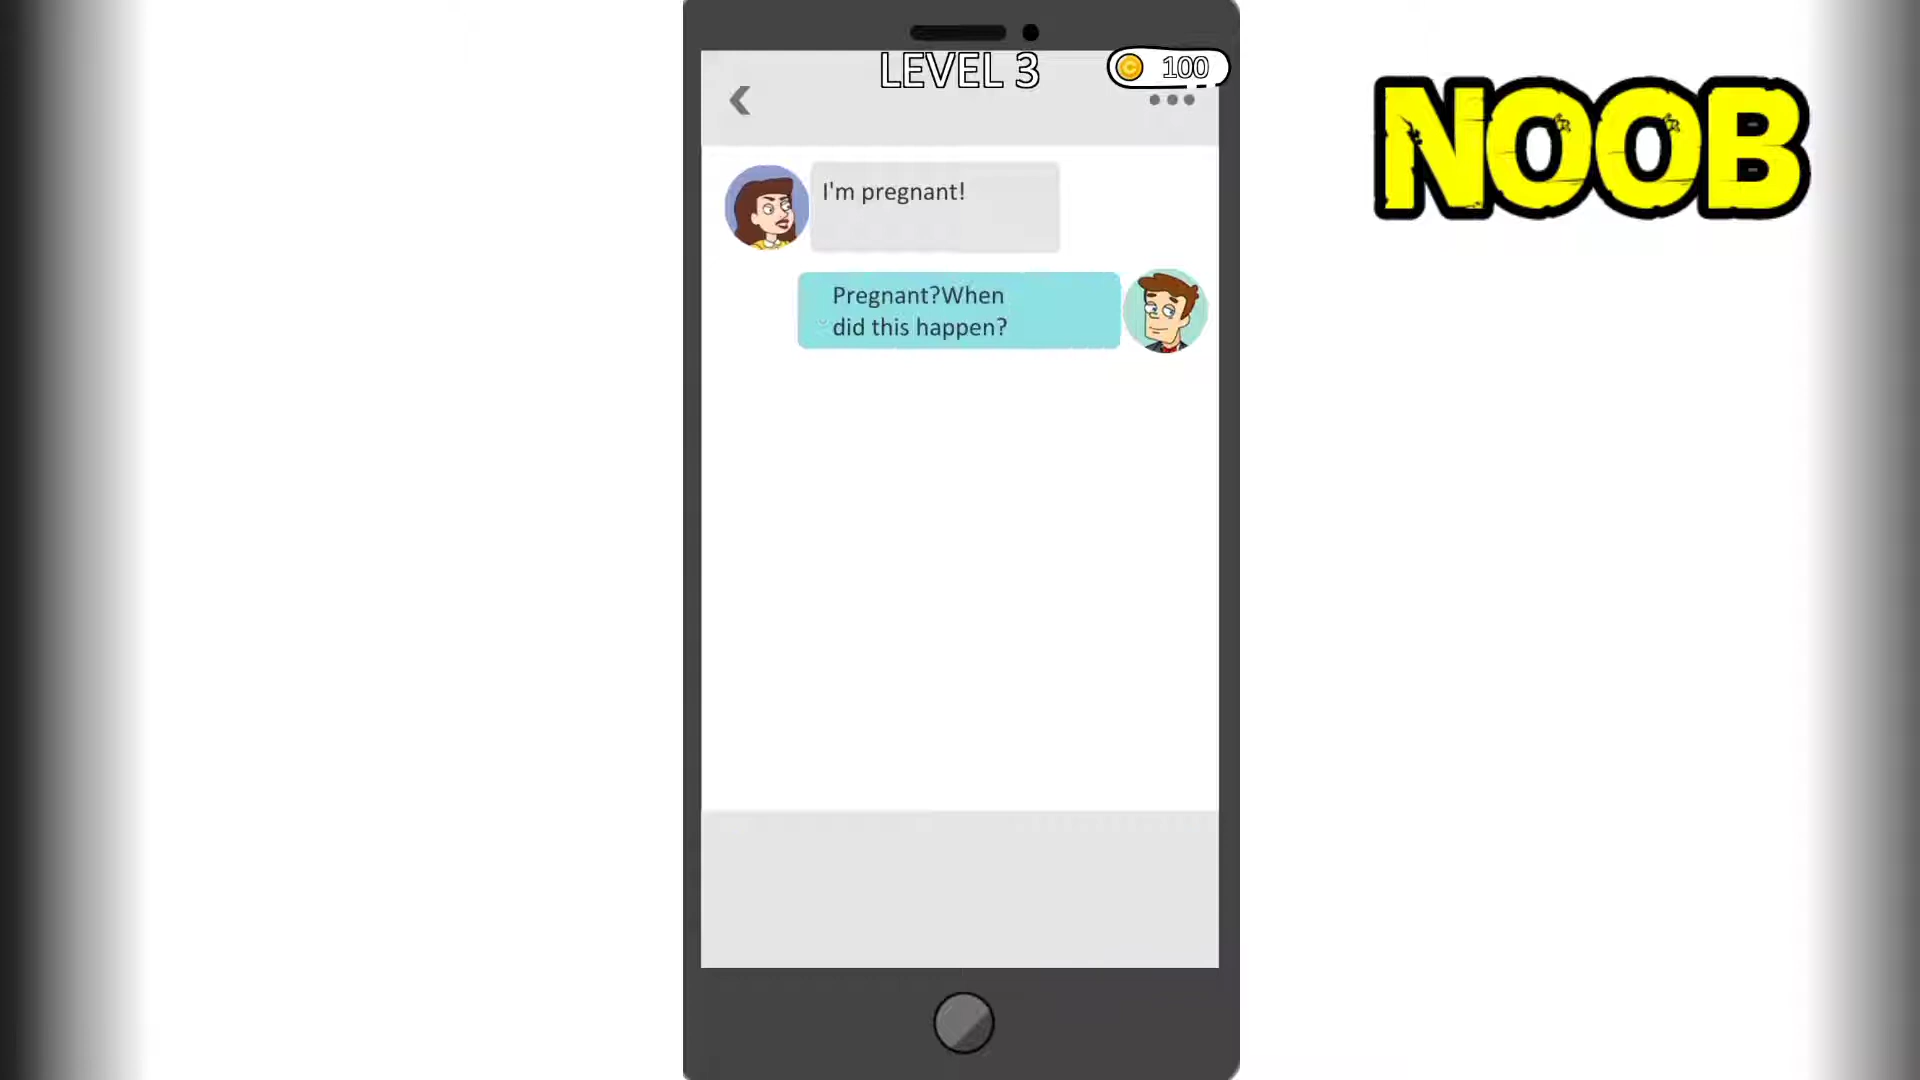 LEVEL 3
100
NOOB
I'm pregnant!
Pregnant?When
did this happen?